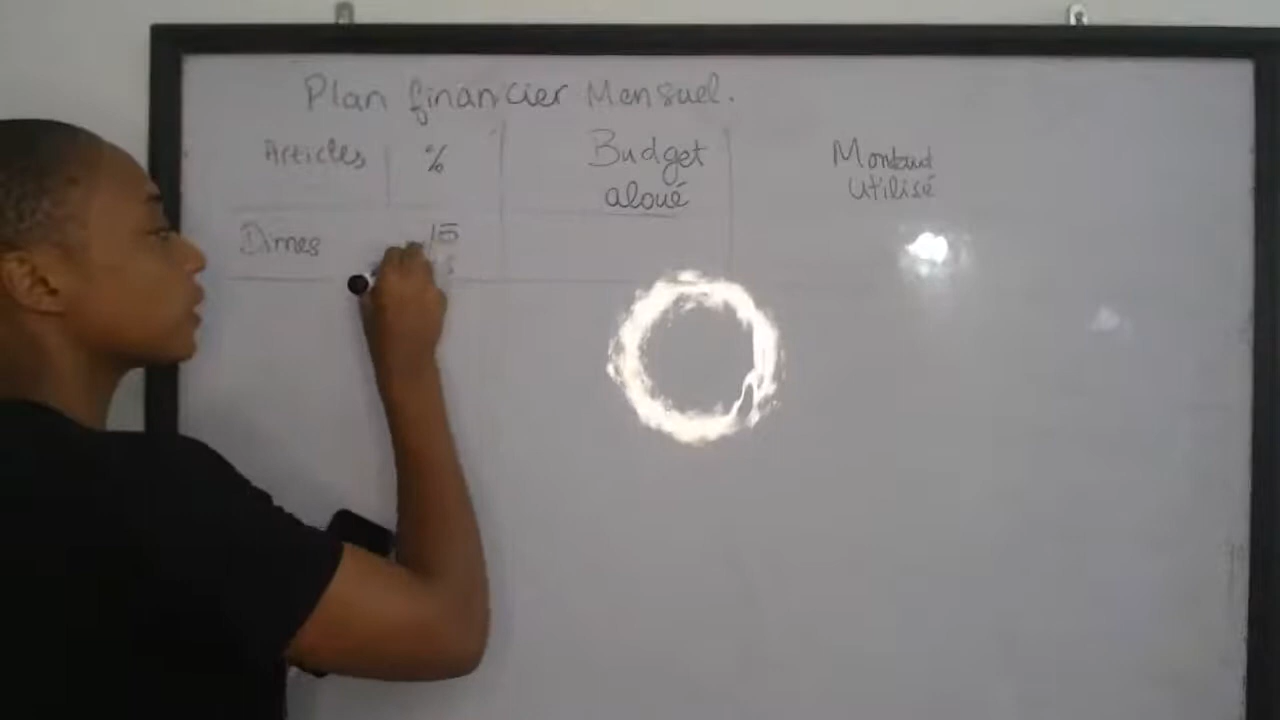 Plan financier Mensuel.
Articles % Budget aloué Montant Utilisé
Dimes 15